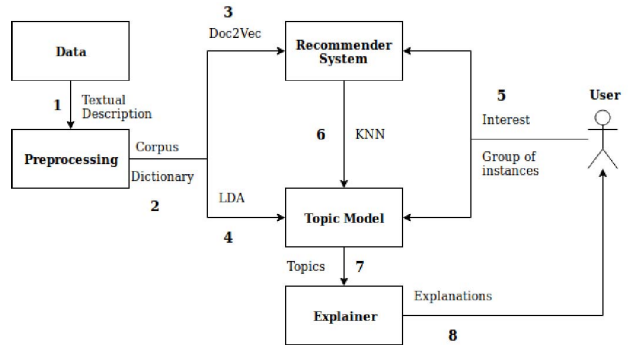 3
Doc2Vec
Data
Recommender
System
1
Textual
Description
5
User
Interest
6
KNN
Preprocessing
Corpus
Dictionary
Group of
instances
2
LDA
4
Topic Model
Topics
7
Explainer
Explanations
8